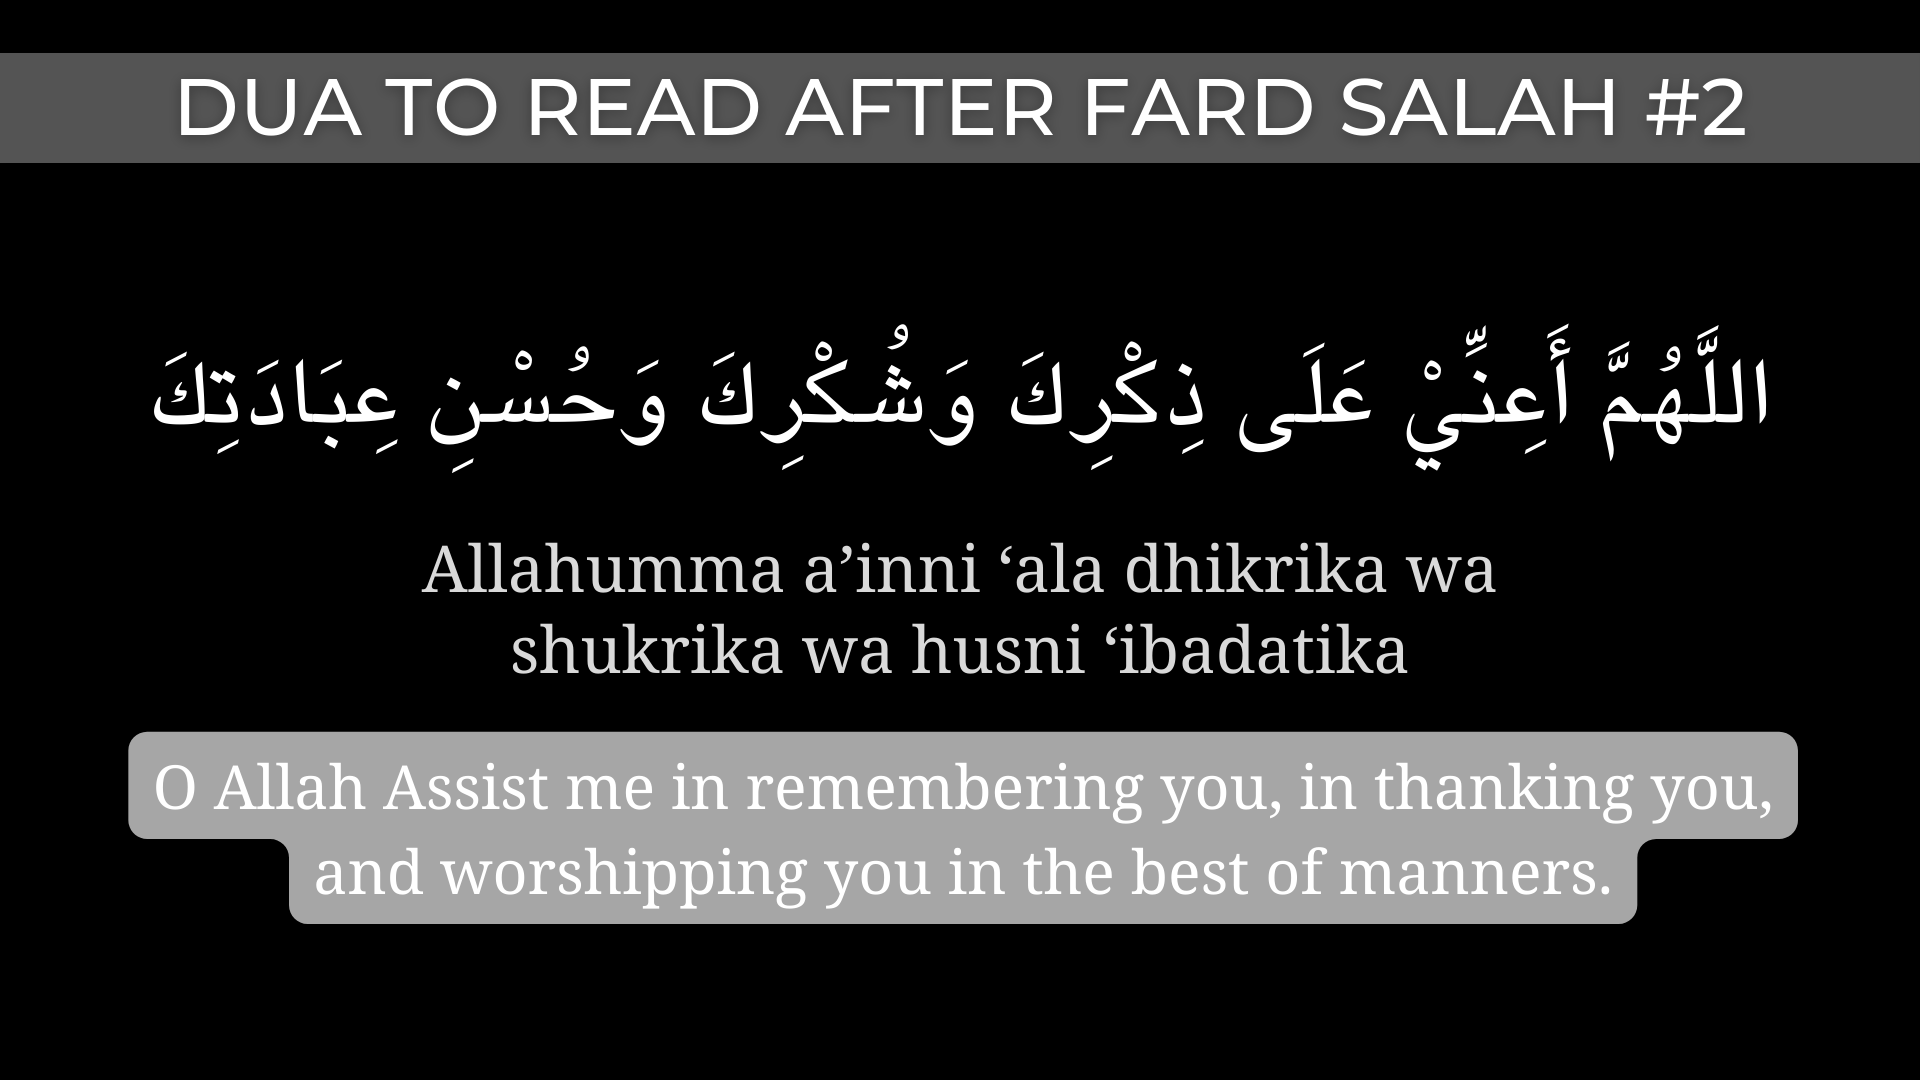 DUA TO READ AFTER FARD SALAH #2
اللَّهُمَّ أَعِنِّيْ عَلَى ذِكْرِكَ وَشُكْرِكَ وَحُسْنِ عِبَادَتِكَ
Allahumma a’inni ‘ala dhikrika wa
shukrika wa husni ‘ibadatika
O Allah Assist me in remembering you, in thanking you,
and worshipping you in the best of manners.